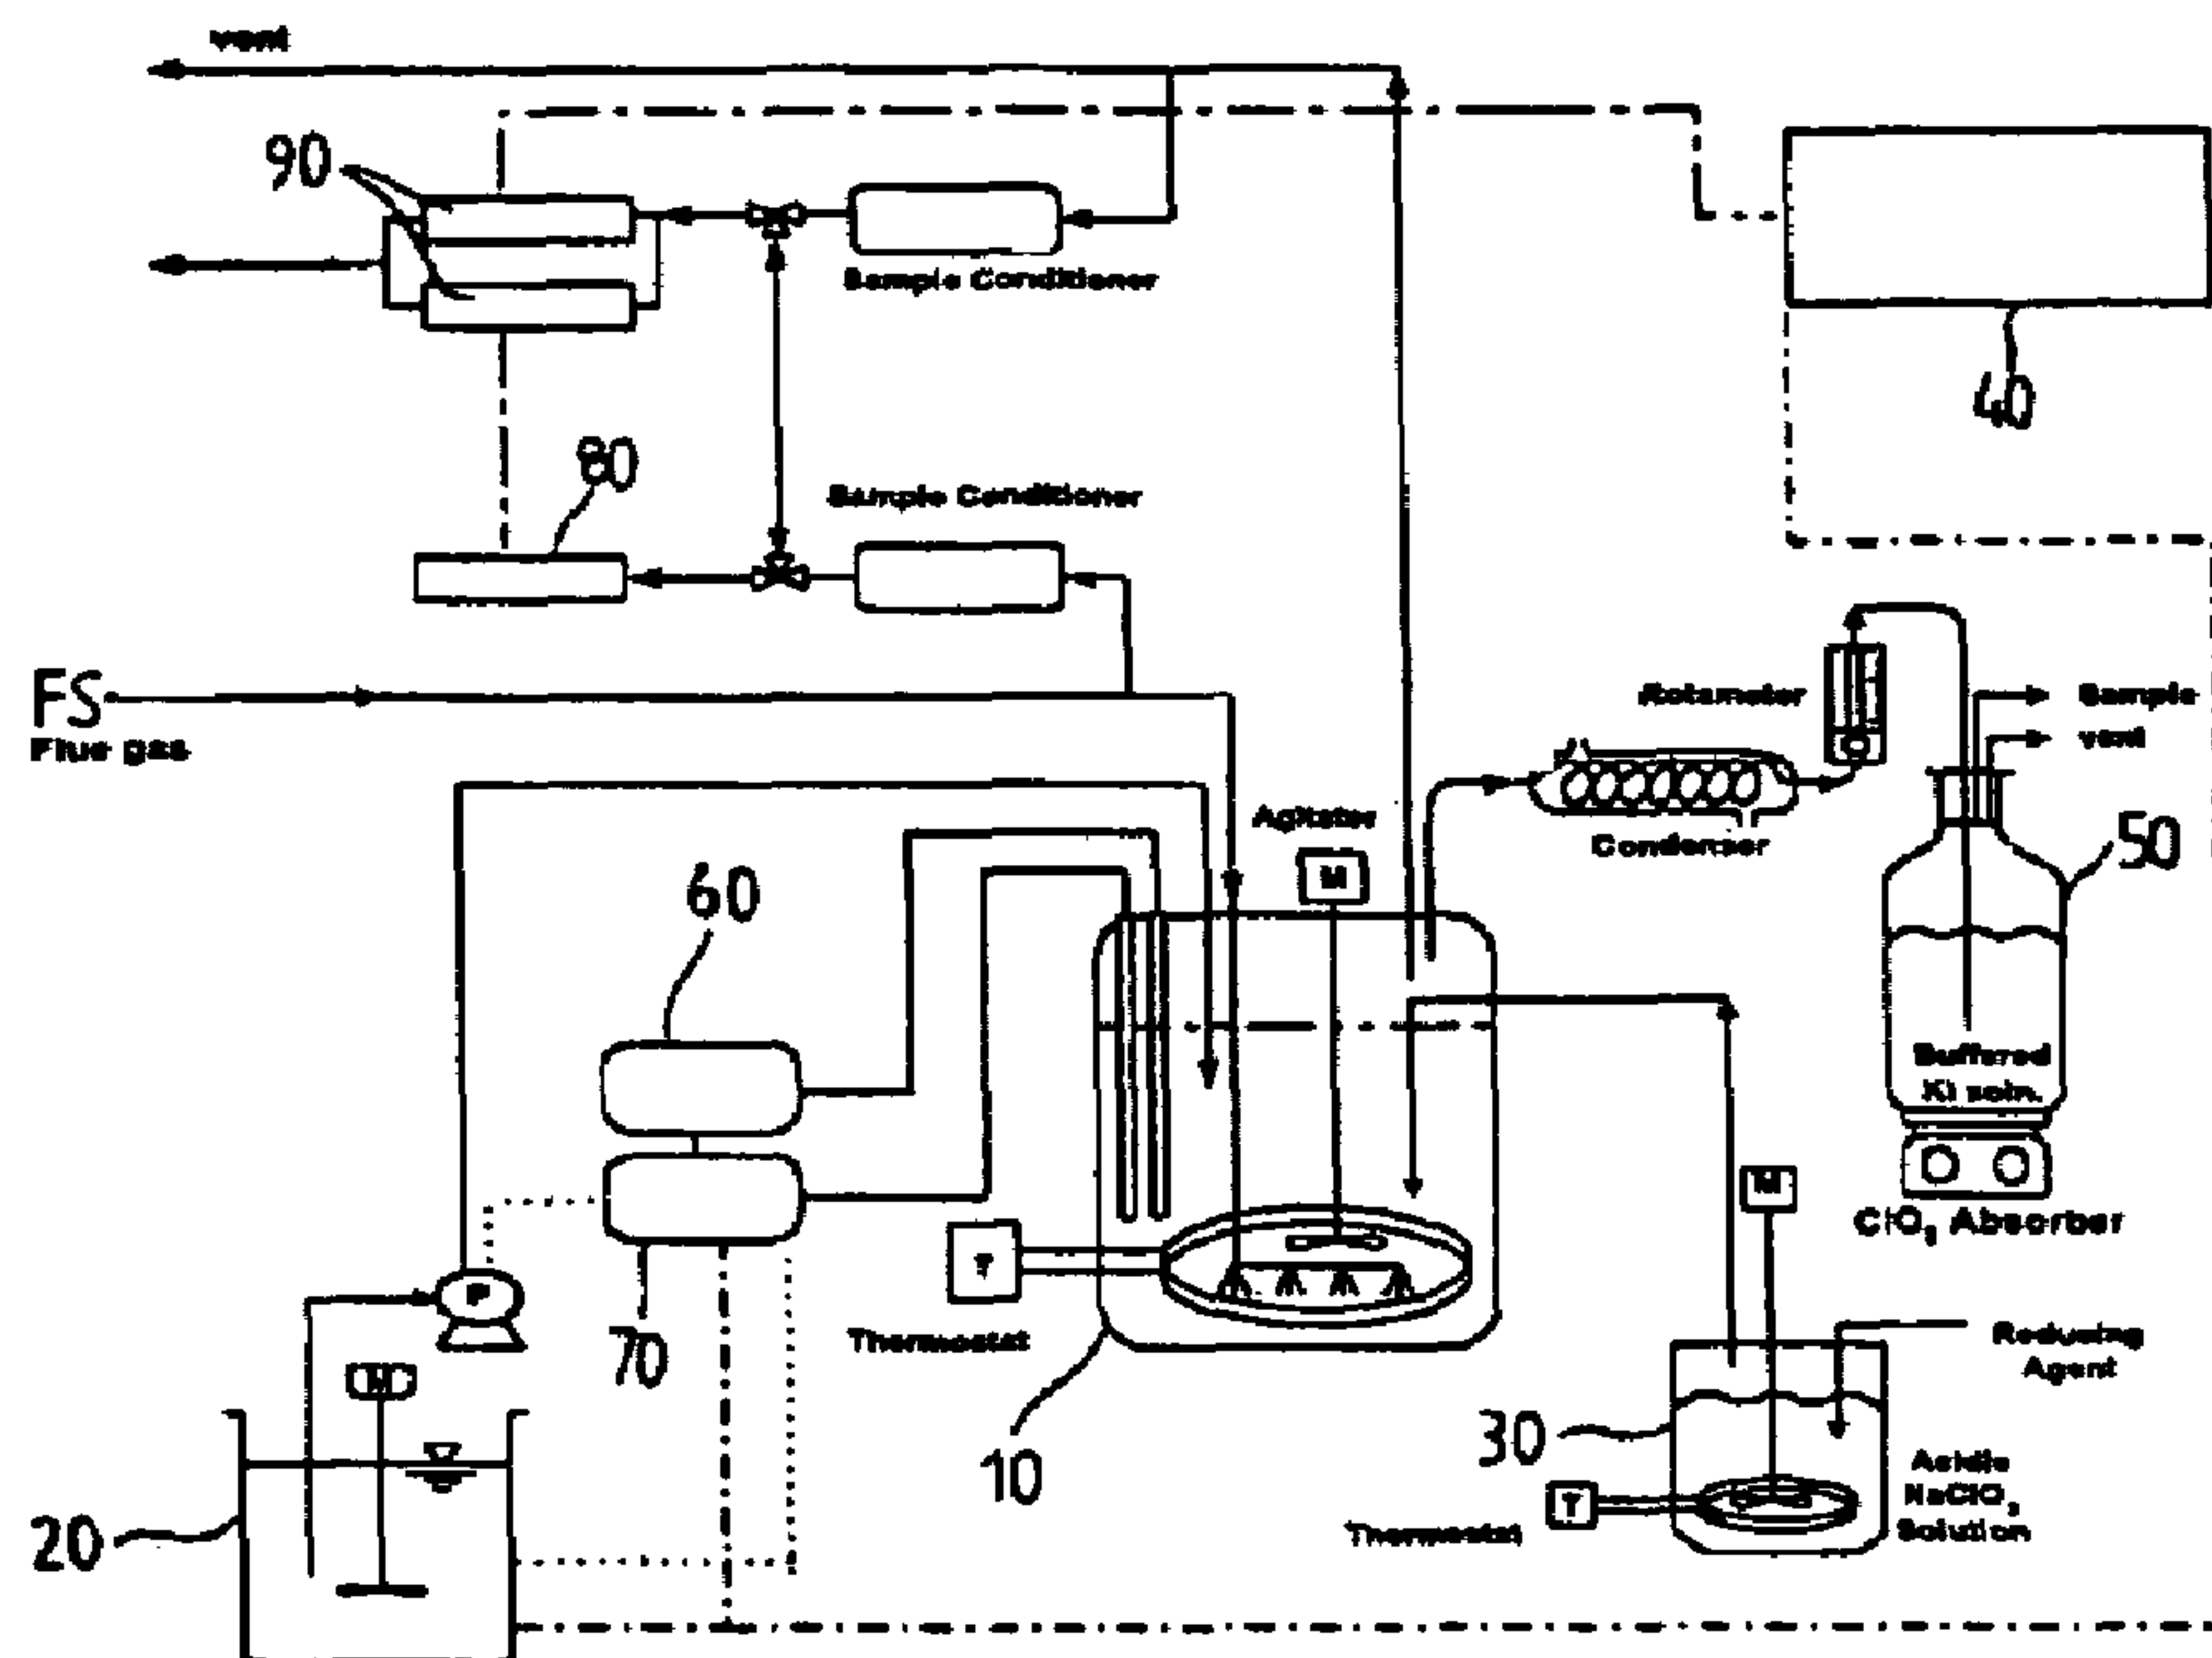 vent
90
Sample Conditioner
40
80
Sample Conditioner
FS
Flue gas
Rotameter
Sample
vent
Condenser
50
Agitator
M
60
Buffered
KI soln.
ClO₂ Absorber
M
T
Thermostat
P
70
M
10
Reducing
Agent
30
Acidic
NaClO₃
Solution
T
Thermostat
20